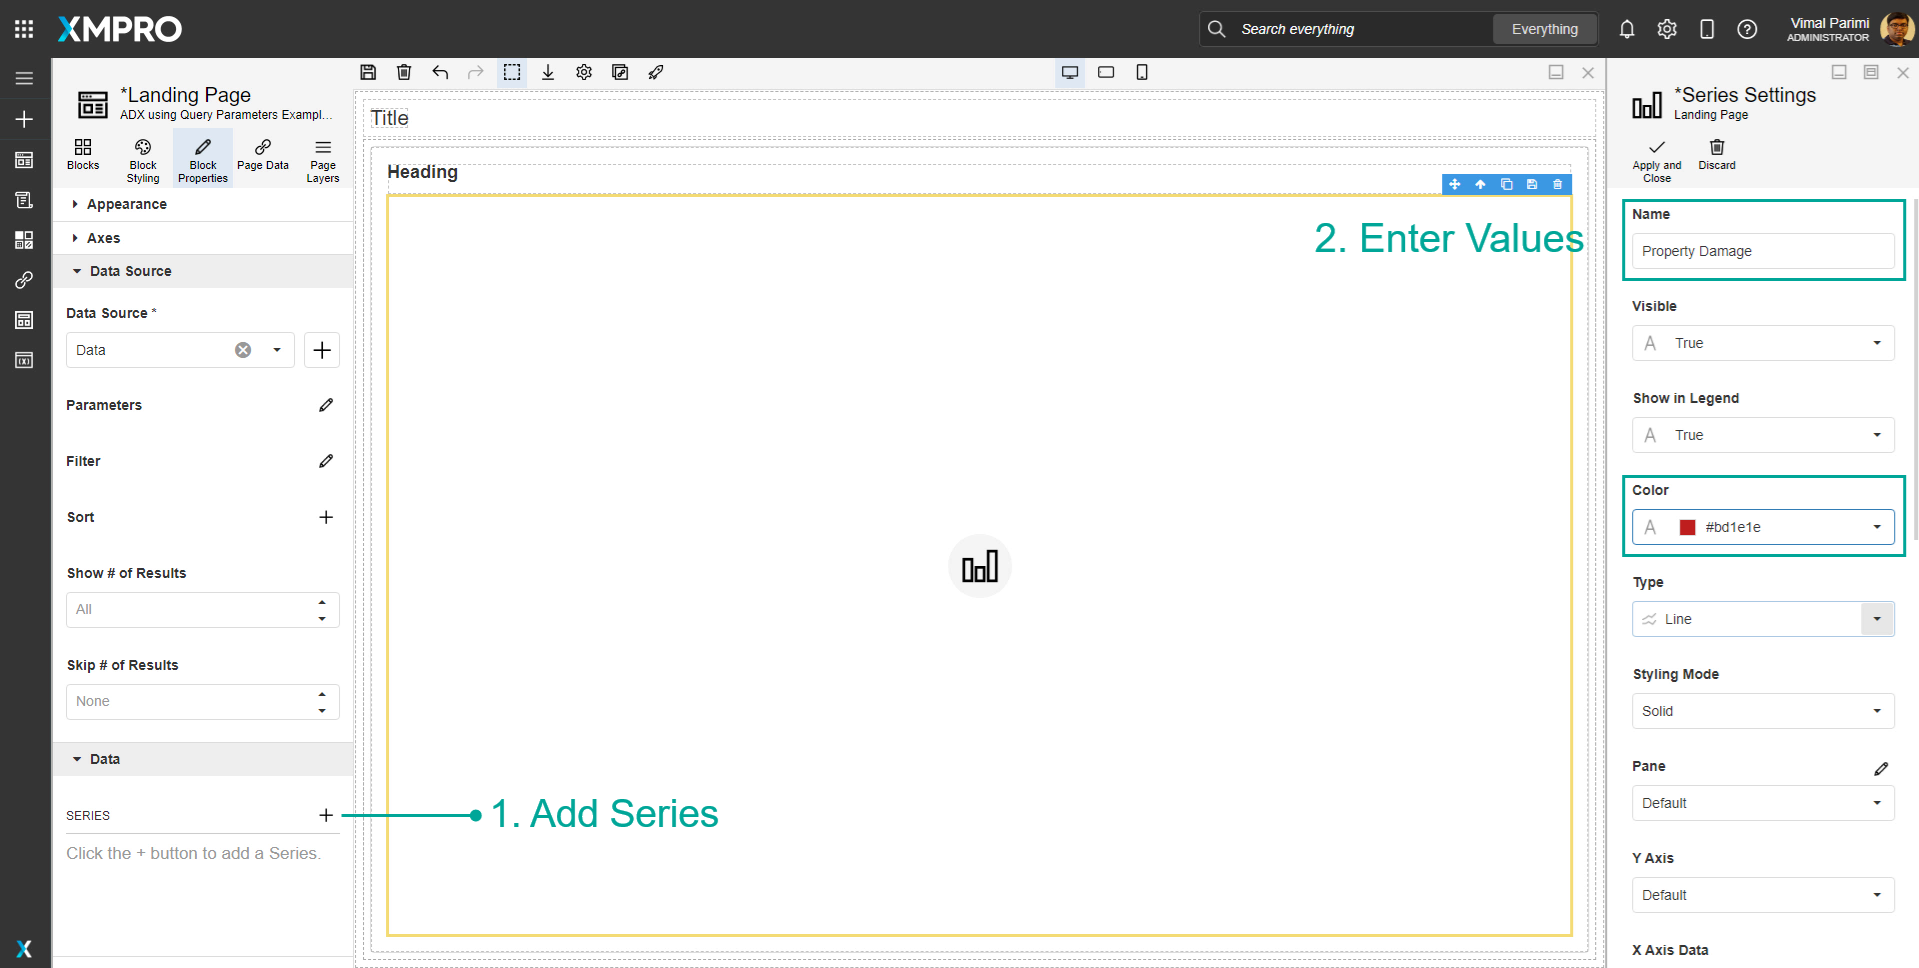 XMPRO
Search everything
Everything
Vimal Parimi
ADMINISTRATOR
*Landing Page
ADX using Query Parameters Exampl...
Blocks
Block
Styling
Block
Properties
Page Data
Page
Layers
Appearance
Axes
Data Source
Data Source *
Data
Parameters
Filter
Sort
Show # of Results
All
Skip # of Results
None
Data
SERIES
Click the + button to add a Series.
Title
Heading
2. Enter Values
1. Add Series
*Series Settings
Landing Page
Apply and
Close
Discard
Name
Property Damage
Visible
A True
Show in Legend
A True
Color
A #bd1e1e
Type
Line
Styling Mode
Solid
Pane
Default
Y Axis
Default
X Axis Data
X